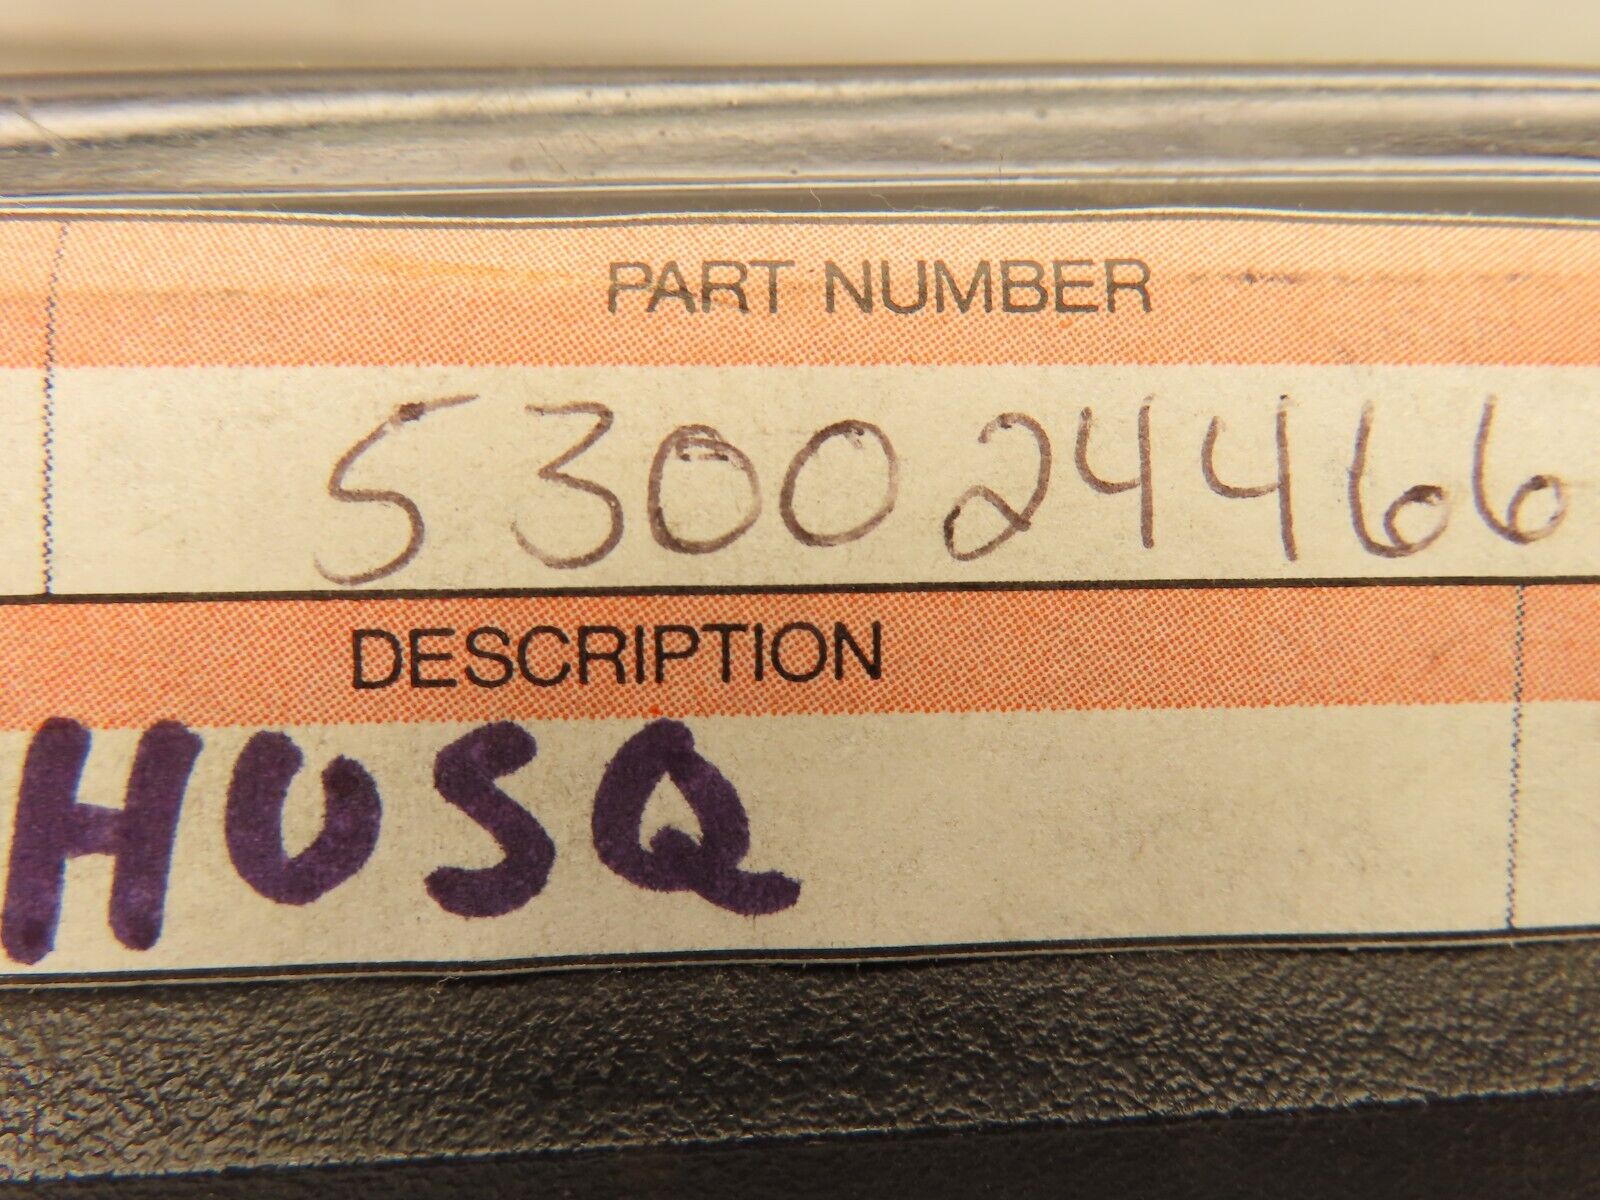 PART NUMBER
530024466
DESCRIPTION
HUSQ